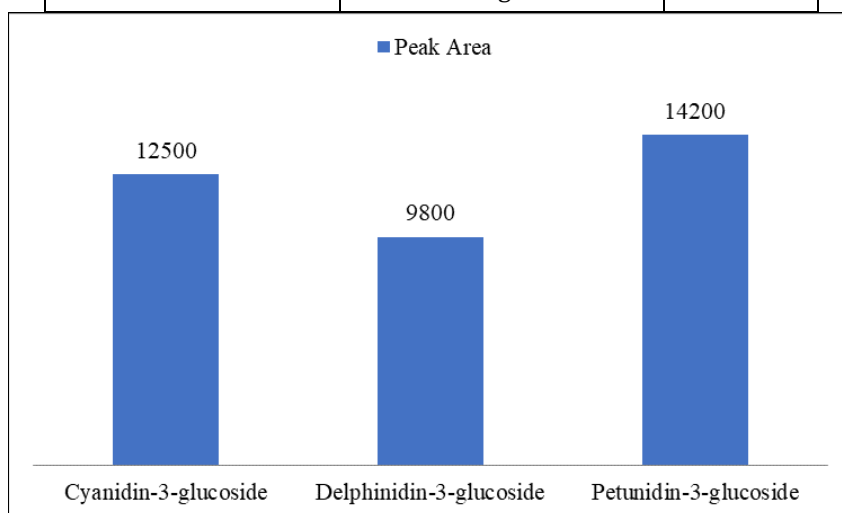 Peak Area
12500
9800
14200
Cyanidin-3-glucoside
Delphinidin-3-glucoside
Petunidin-3-glucoside